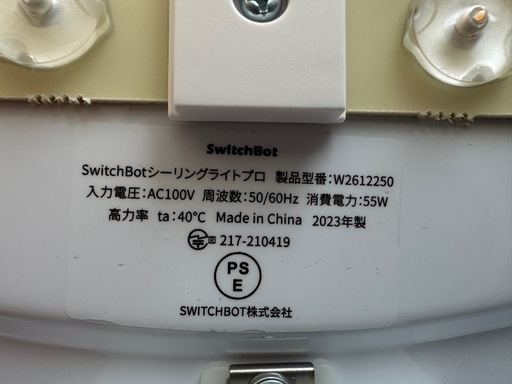 SwitchBot
SwitchBotシーリングライトプロ 製品型番:W2612250
入力電圧:AC100V 周波数:50/60Hz 消費電力:55W
高力率 ta:40℃ Made in China 2023年製
217-210419
PS
E
SWITCHBOT株式会社